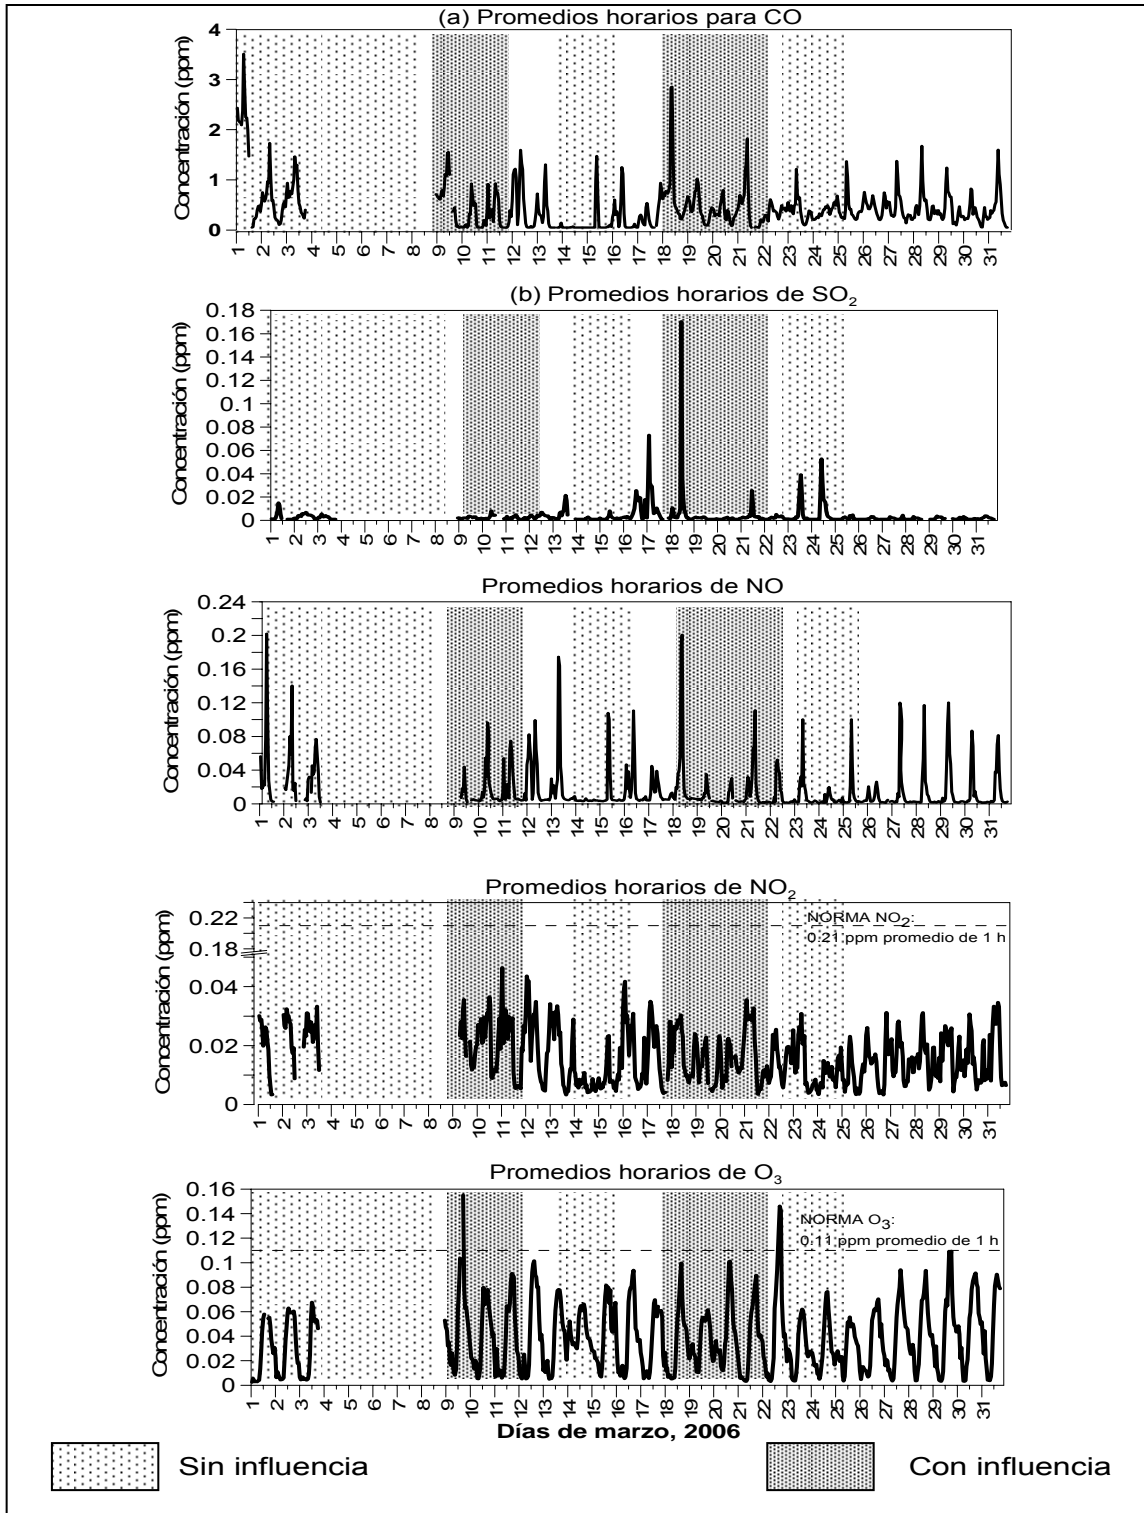 (a) Promedios horarios para CO
Concentración (ppm)
4
3
2
1
0
1 2 3 4 5 6 7 8 9 10 11 12 13 14 15 16 17 18 19 20 21 22 23 24 25 26 27 28 29 30 31
(b) Promedios horarios de SO₂
Concentración (ppm)
0.18
0.16
0.14
0.12
0.1
0.08
0.06
0.04
0.02
0
1 2 3 4 5 6 7 8 9 10 11 12 13 14 15 16 17 18 19 20 21 22 23 24 25 26 27 28 29 30 31
Promedios horarios de NO
Concentración (ppm)
0.24
0.2
0.16
0.12
0.08
0.04
0
1 2 3 4 5 6 7 8 9 10 11 12 13 14 15 16 17 18 19 20 21 22 23 24 25 26 27 28 29 30 31
Promedios horarios de NO₂
Concentración (ppm)
0.22
0.18
0.04
0.02
0
NORMA NO₂:
0.21 ppm promedio de 1 h
1 2 3 4 5 6 7 8 9 10 11 12 13 14 15 16 17 18 19 20 21 22 23 24 25 26 27 28 29 30 31
Promedios horarios de O₃
Concentración (ppm)
0.16
0.14
0.12
0.1
0.08
0.06
0.04
0.02
0
NORMA O₃:
0.11 ppm promedio de 1 h
1 2 3 4 5 6 7 8 9 10 11 12 13 14 15 16 17 18 19 20 21 22 23 24 25 26 27 28 29 30 31
Días de marzo, 2006
Sin influencia
Con influencia